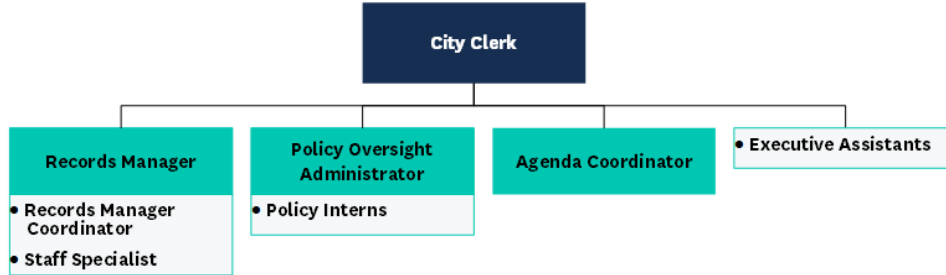 City Clerk
Records Manager
• Records Manager
Coordinator
• Staff Specialist
Policy Oversight
Administrator
• Policy Interns
Agenda Coordinator
• Executive Assistants